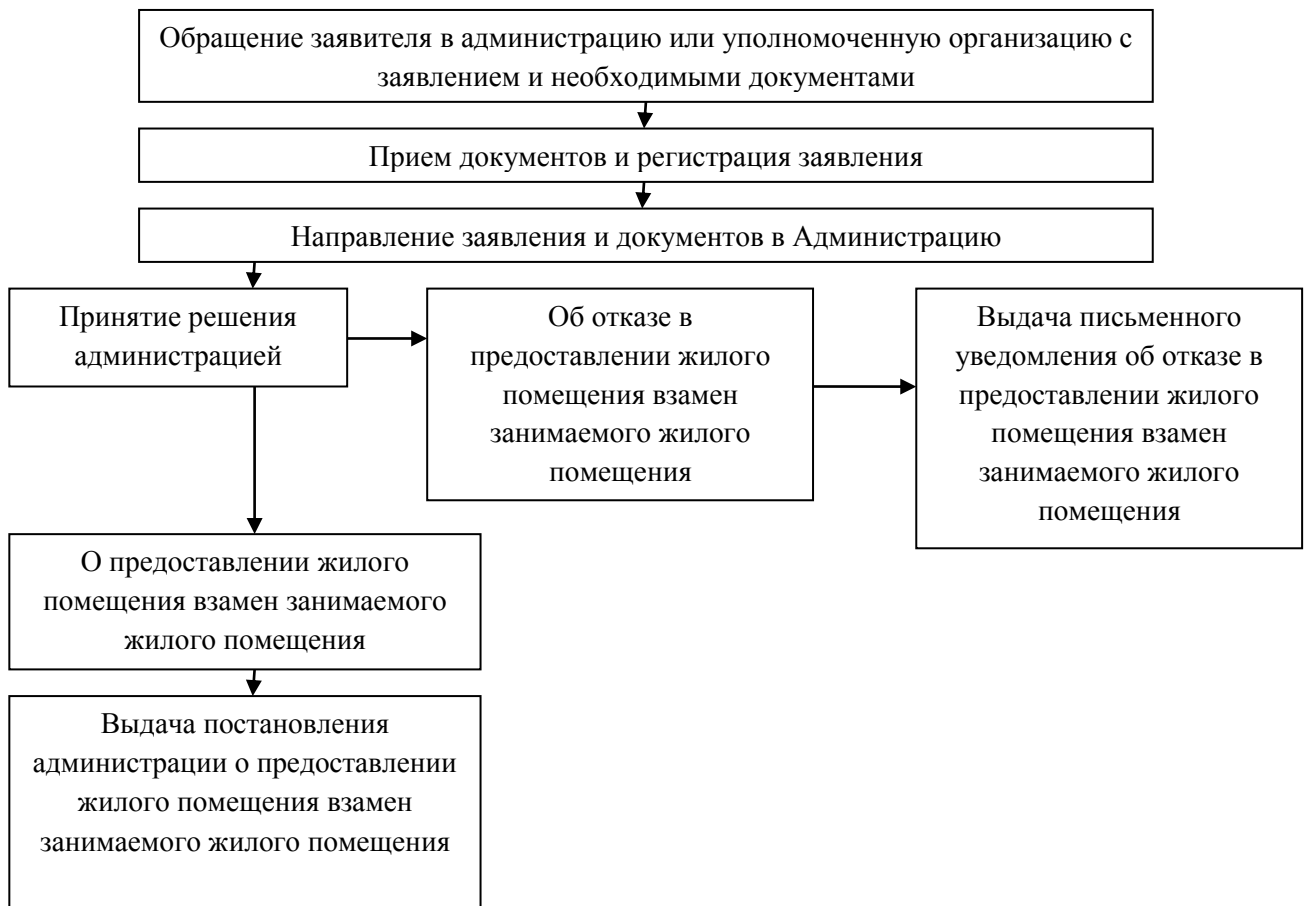 Обращение заявителя в администрацию или уполномоченную организацию с
заявлением и необходимыми документами
Прием документов и регистрация заявления
Направление заявления и документов в Администрацию
Принятие решения
администрацией
Об отказе в
предоставлении жилого
помещения взамен
занимаемого жилого
помещения
Выдача письменного
уведомления об отказе в
предоставлении жилого
помещения взамен
занимаемого жилого
помещения
О предоставлении жилого
помещения взамен занимаемого
жилого помещения
Выдача постановления
администрации о предоставлении
жилого помещения взамен
занимаемого жилого помещения